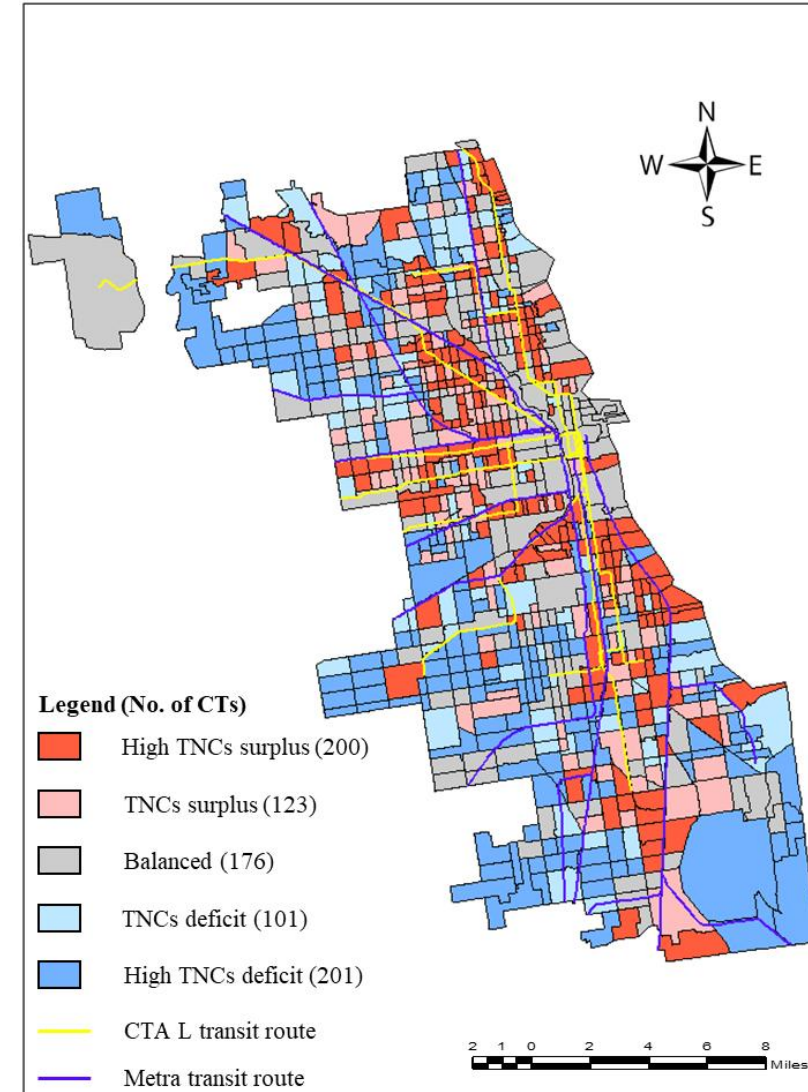 N
W E
S
Legend (No. of CTs)
High TNCs surplus (200)
TNCs surplus (123)
Balanced (176)
TNCs deficit (101)
High TNCs deficit (201)
CTA L transit route
Metra transit route
2 1 0 2 4 6 8
Miles